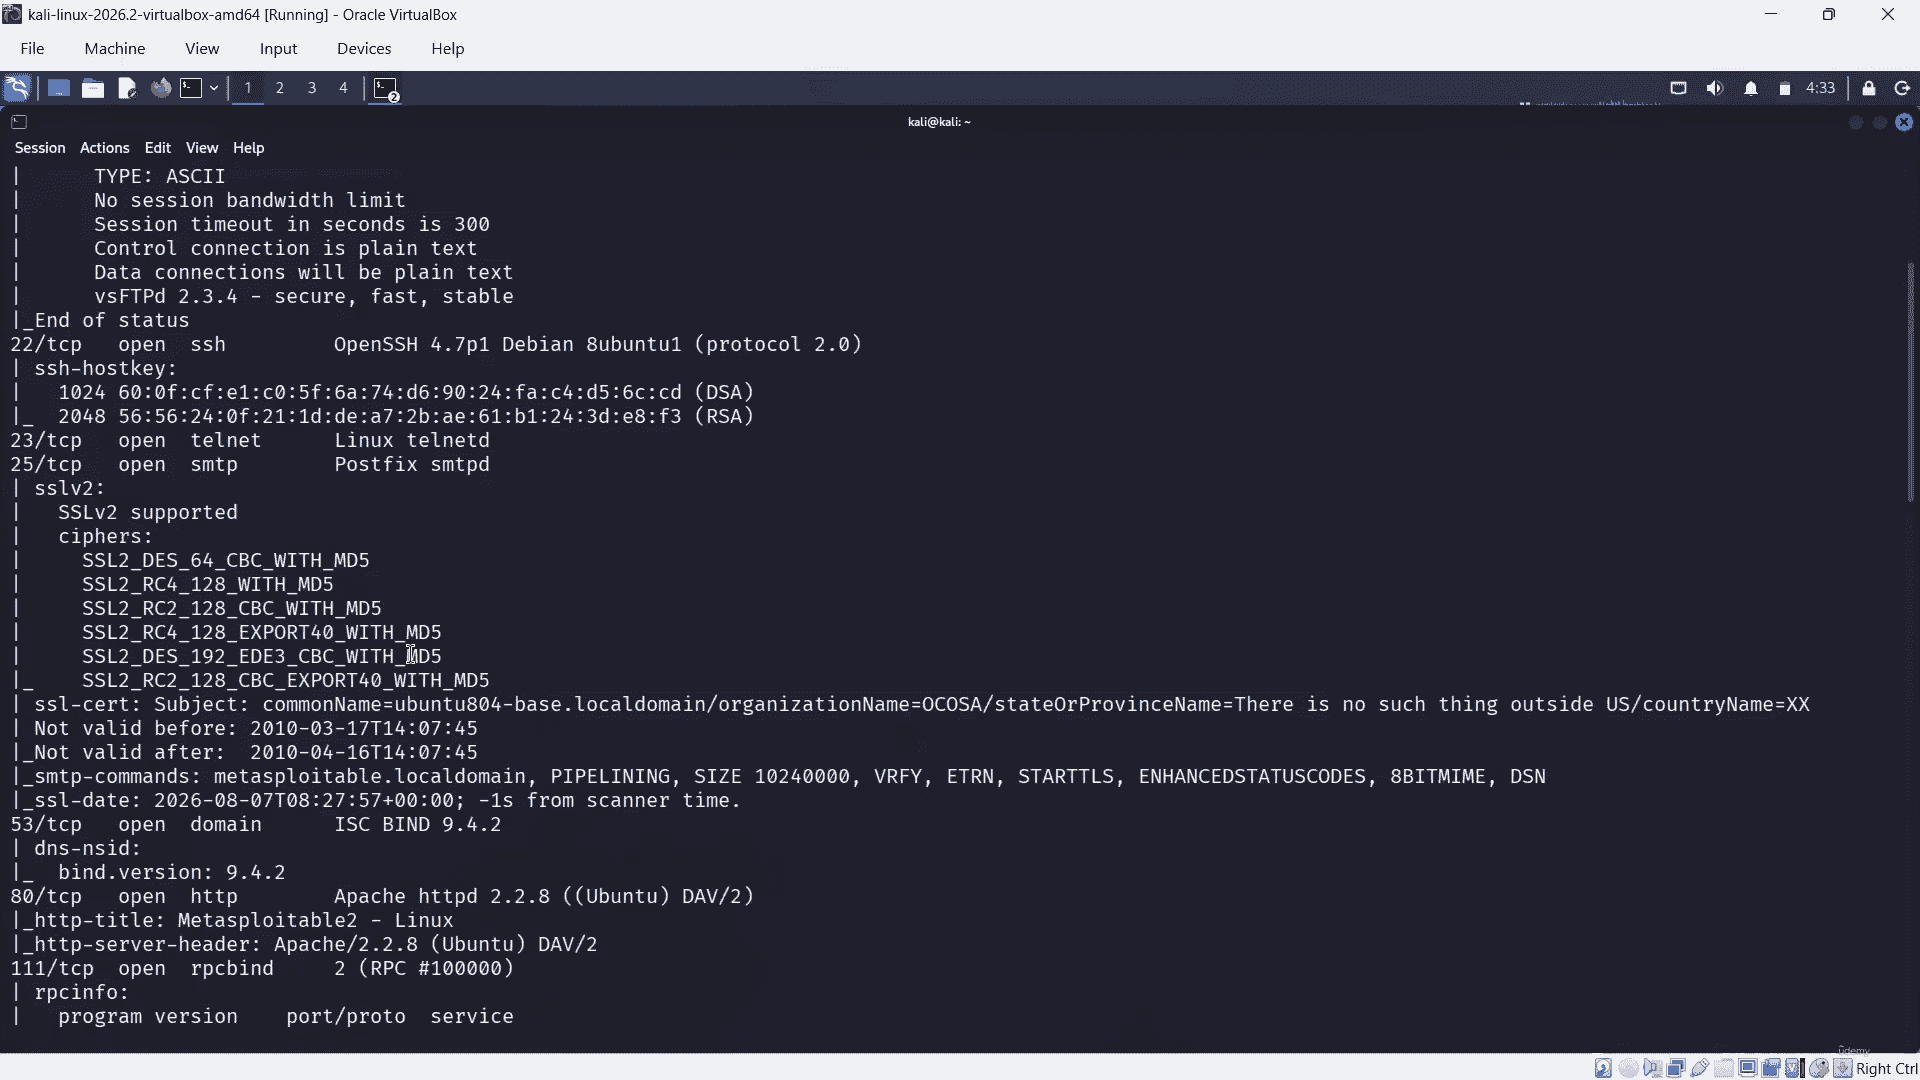 kali-linux-2026.2-virtualbox-amd64 [Running] - Oracle VirtualBox
File Machine View Input Devices Help
1 2 3 4 2 4:33
kali@kali: ~
Session Actions Edit View Help
| TYPE: ASCII
| No session bandwidth limit
| Session timeout in seconds is 300
| Control connection is plain text
| Data connections will be plain text
| vsFTPd 2.3.4 - secure, fast, stable
|_End of status
22/tcp open ssh OpenSSH 4.7p1 Debian 8ubuntu1 (protocol 2.0)
| ssh-hostkey:
| 1024 60:0f:cf:e1:c0:5f:6a:74:d6:90:24:fa:c4:d5:6c:cd (DSA)
|_ 2048 56:56:24:0f:21:1d:de:a7:2b:ae:61:b1:24:3d:e8:f3 (RSA)
23/tcp open telnet Linux telnetd
25/tcp open smtp Postfix smtpd
| sslv2:
| SSLv2 supported
| ciphers:
| SSL2_DES_64_CBC_WITH_MD5
| SSL2_RC4_128_WITH_MD5
| SSL2_RC2_128_CBC_WITH_MD5
| SSL2_RC4_128_EXPORT40_WITH_MD5
| SSL2_DES_192_EDE3_CBC_WITH_MD5
|_ SSL2_RC2_128_CBC_EXPORT40_WITH_MD5
| ssl-cert: Subject: commonName=ubuntu804-base.localdomain/organizationName=OCOSA/stateOrProvinceName=There is no such thing outside US/countryName=XX
| Not valid before: 2010-03-17T14:07:45
|_Not valid after: 2010-04-16T14:07:45
|_smtp-commands: metasploitable.localdomain, PIPELINING, SIZE 10240000, VRFY, ETRN, STARTTLS, ENHANCEDSTATUSCODES, 8BITMIME, DSN
|_ssl-date: 2026-08-07T08:27:57+00:00; -1s from scanner time.
53/tcp open domain ISC BIND 9.4.2
| dns-nsid:
|_ bind.version: 9.4.2
80/tcp open http Apache httpd 2.2.8 ((Ubuntu) DAV/2)
|_http-title: Metasploitable2 - Linux
|_http-server-header: Apache/2.2.8 (Ubuntu) DAV/2
111/tcp open rpcbind 2 (RPC #100000)
| rpcinfo:
| program version port/proto service
udemy
Right Ctrl